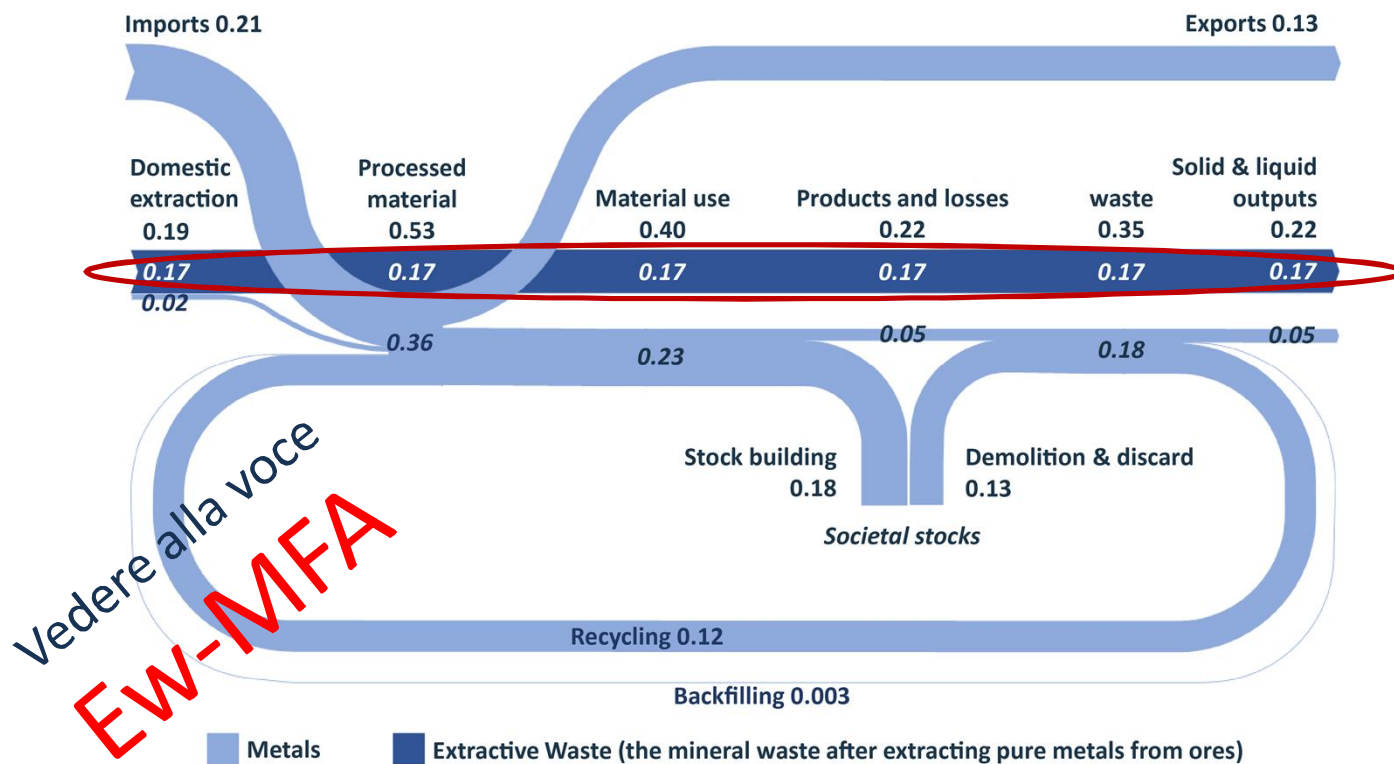 Imports 0.21
Exports 0.13
Domestic
extraction
0.19
Processed
material
0.53
Material use
0.40
Products and losses
0.22
waste
0.35
Solid & liquid
outputs
0.22
0.17
0.17
0.17
0.17
0.17
0.17
0.02
0.36
0.23
0.05
0.18
0.05
Stock building
0.18
Demolition & discard
0.13
Societal stocks
Vedere alla voce
Ew-MFA
Recycling 0.12
Backfilling 0.003
Metals
Extractive Waste (the mineral waste after extracting pure metals from ores)